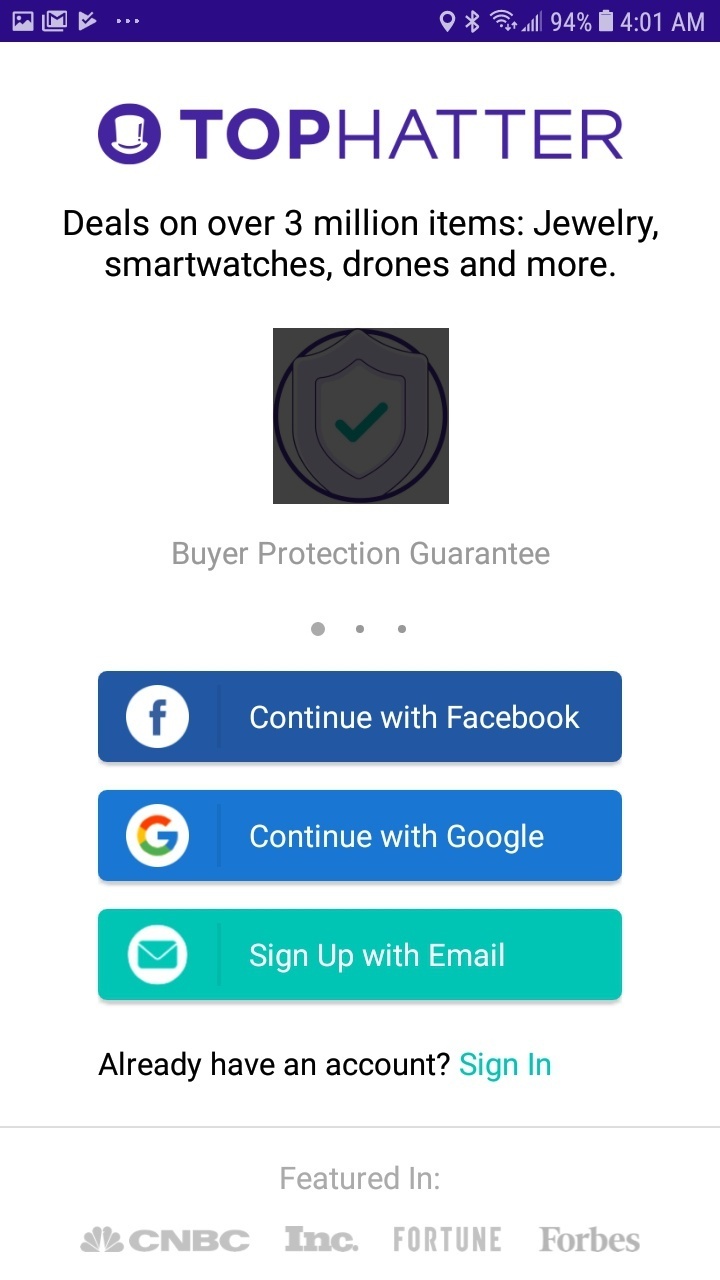 94% 4:01 AM
TOPHATTER
Deals on over 3 million items: Jewelry,
smartwatches, drones and more.
Buyer Protection Guarantee
Continue with Facebook
Continue with Google
Sign Up with Email
Already have an account? Sign In
Featured In:
CNBC Inc. FORTUNE Forbes